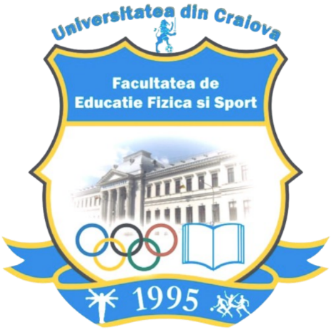 Universitatea din Craiova
Facultatea de
Educatie Fizica si Sport
1995